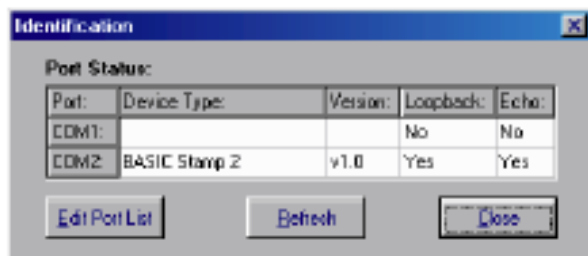 Identification
Port Status:
Port: Device Type: Version: Loopback: Echo:
COM1: No No
COM2: BASIC Stamp 2 v1.0 Yes Yes
Edit Port List Refresh Close